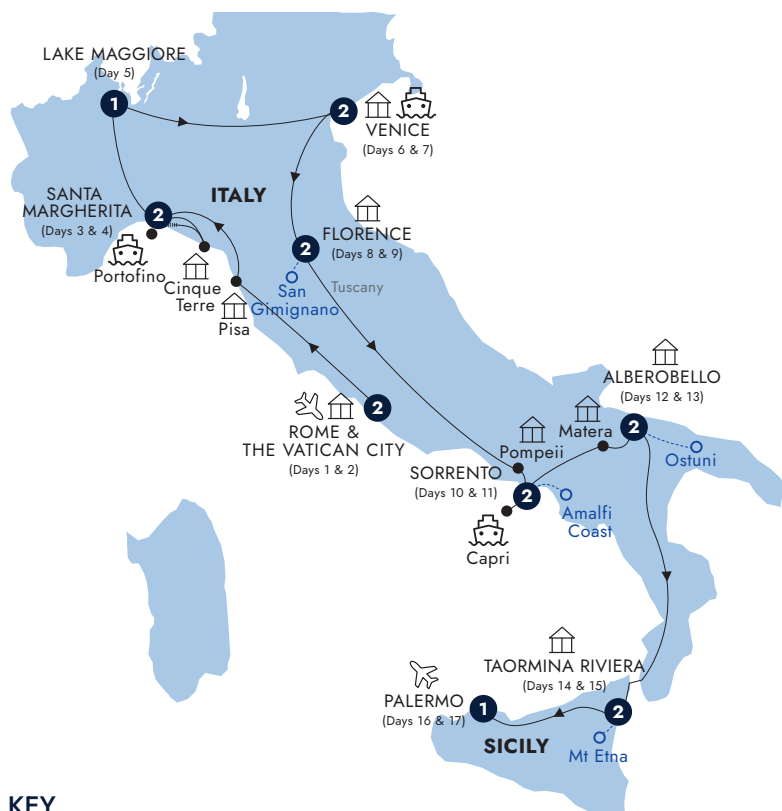 LAKE MAGGIORE
(Day 5)
1
2
VENICE
(Days 6 & 7)
SANTA
MARGHERITA
(Days 3 & 4)
2
ITALY
Portofino
Cinque
Terre
Pisa
FLORENCE
(Days 8 & 9)
2
San
Gimignano
Tuscany
2
ROME &
THE VATICAN CITY
(Days 1 & 2)
ALBEROBELLO
(Days 12 & 13)
2
Matera
Ostuni
Pompeii
SORRENTO
(Days 10 & 11)
2
Amalfi
Coast
Capri
TAORMINA RIVIERA
(Days 14 & 15)
2
PALERMO
(Days 16 & 17)
1
SICILY
Mt Etna
KEY